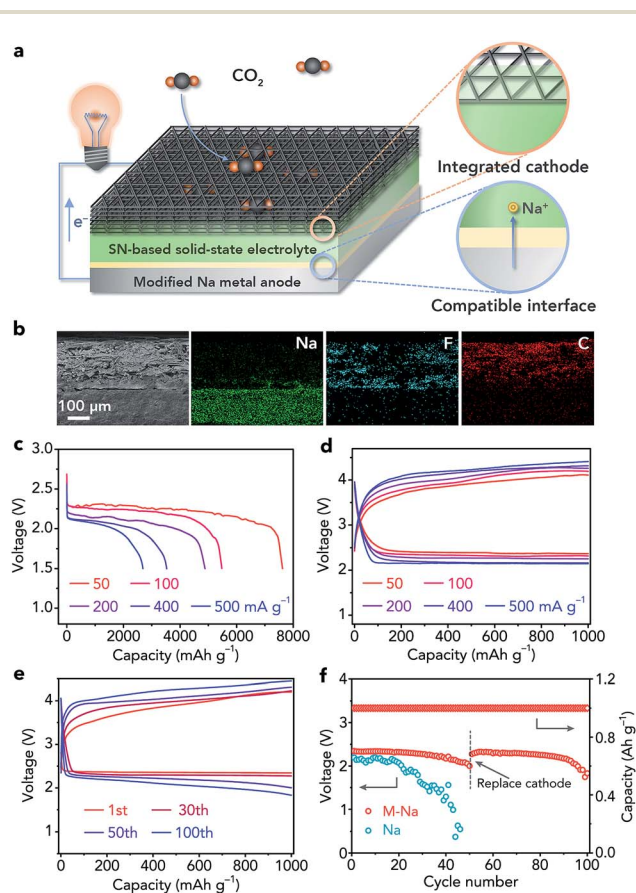 a
CO2
e−
SN-based solid-state electrolyte
Modified Na metal anode
Integrated cathode
Na+
Compatible interface
b
Na
F
C
100 μm
c
3.0
2.5
2.0
1.5
1.0
Voltage (V)
50
100
200
400
500 mA g−1
0
2000
4000
6000
8000
Capacity (mAh g−1)
d
4
3
2
1
Voltage (V)
50
100
200
400
500 mA g−1
0
200
400
600
800
1000
Capacity (mAh g−1)
e
4
3
2
1
Voltage (V)
1st
30th
50th
100th
0
200
400
600
800
1000
Capacity (mAh g−1)
f
4
3
2
1
0
Voltage (V)
1.2
0.8
0.4
0.0
Capacity (Ah g−1)
Replace cathode
M-Na
Na
0
20
40
60
80
100
Cycle number